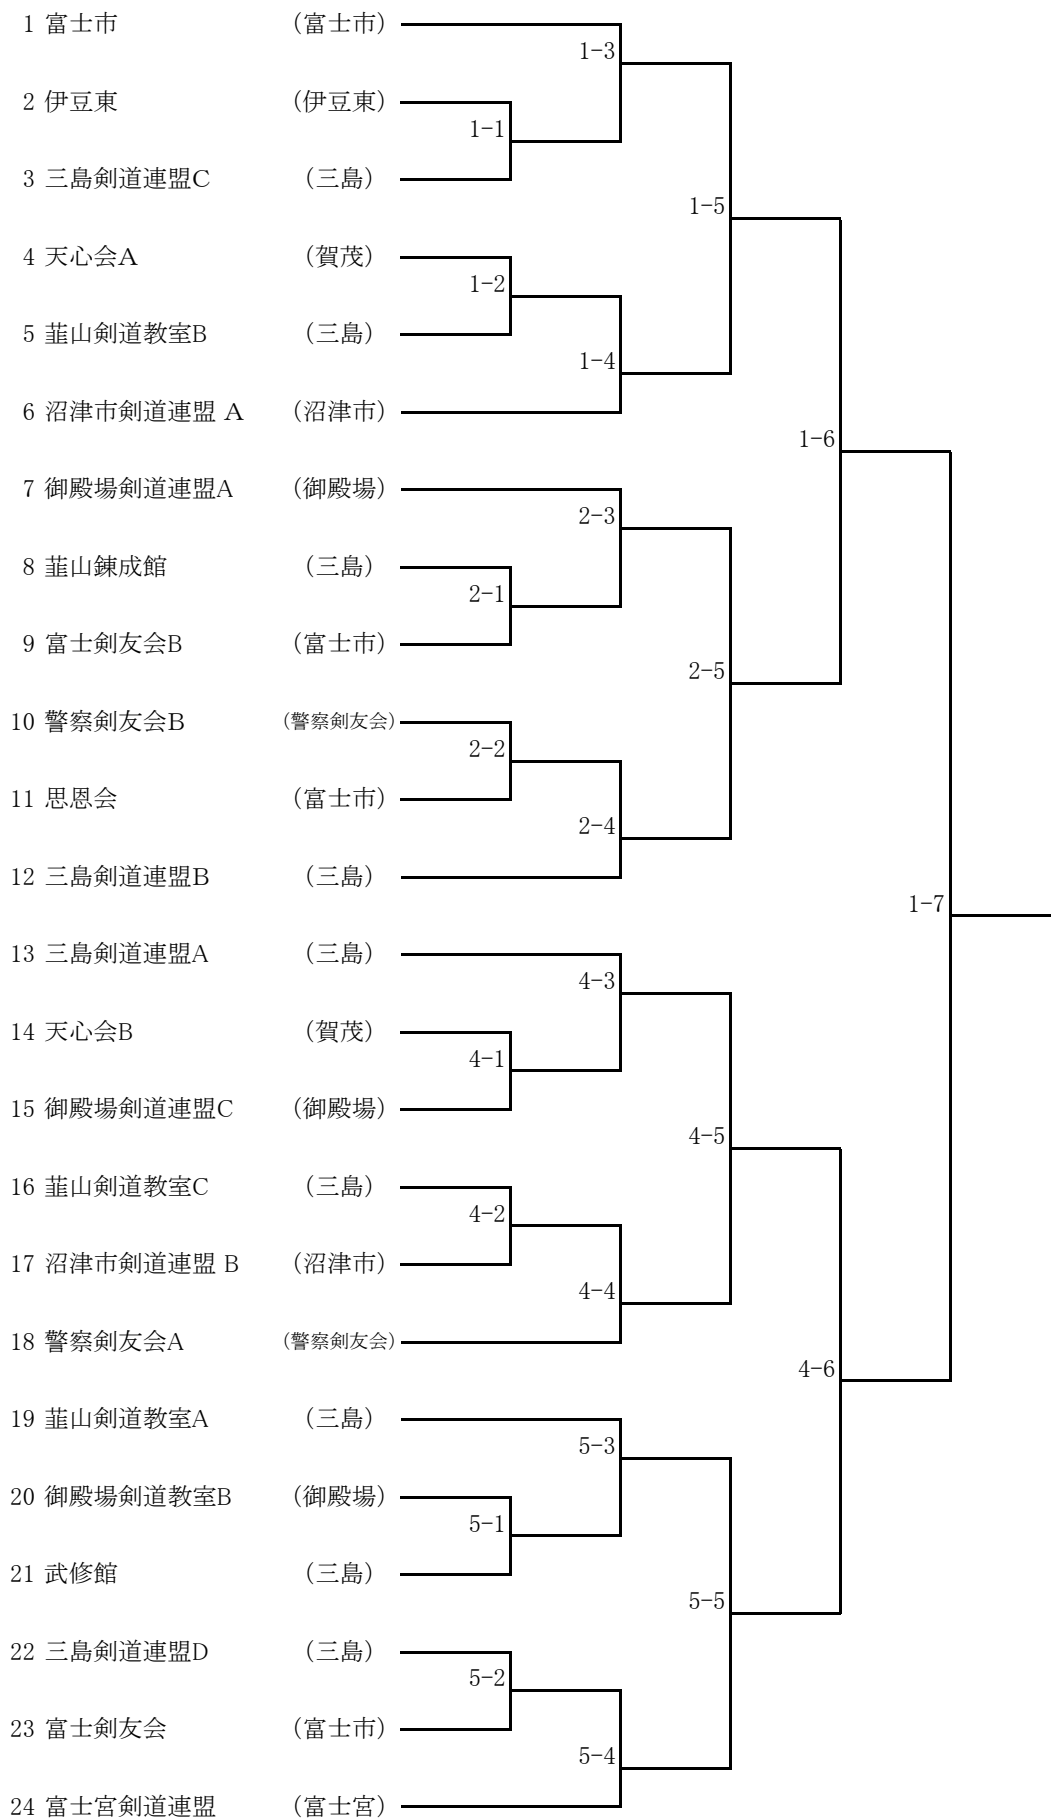 1 富士市 (富士市)
1-3
2 伊豆東 (伊豆東)
1-1
3 三島剣道連盟C (三島)
1-5
4 天心会A (賀茂)
1-2
5 韮山剣道教室B (三島)
1-4
6 沼津市剣道連盟 A (沼津市)
1-6
7 御殿場剣道連盟A (御殿場)
2-3
8 韮山錬成館 (三島)
2-1
9 富士剣友会B (富士市)
2-5
10 警察剣友会B (警察剣友会)
2-2
11 思恩会 (富士市)
2-4
12 三島剣道連盟B (三島)
1-7
13 三島剣道連盟A (三島)
4-3
14 天心会B (賀茂)
4-1
15 御殿場剣道連盟C (御殿場)
4-5
16 韮山剣道教室C (三島)
4-2
17 沼津市剣道連盟 B (沼津市)
4-4
18 警察剣友会A (警察剣友会)
4-6
19 韮山剣道教室A (三島)
5-3
20 御殿場剣道教室B (御殿場)
5-1
21 武修館 (三島)
5-5
22 三島剣道連盟D (三島)
5-2
23 富士剣友会 (富士市)
5-4
24 富士宮剣道連盟 (富士宮)